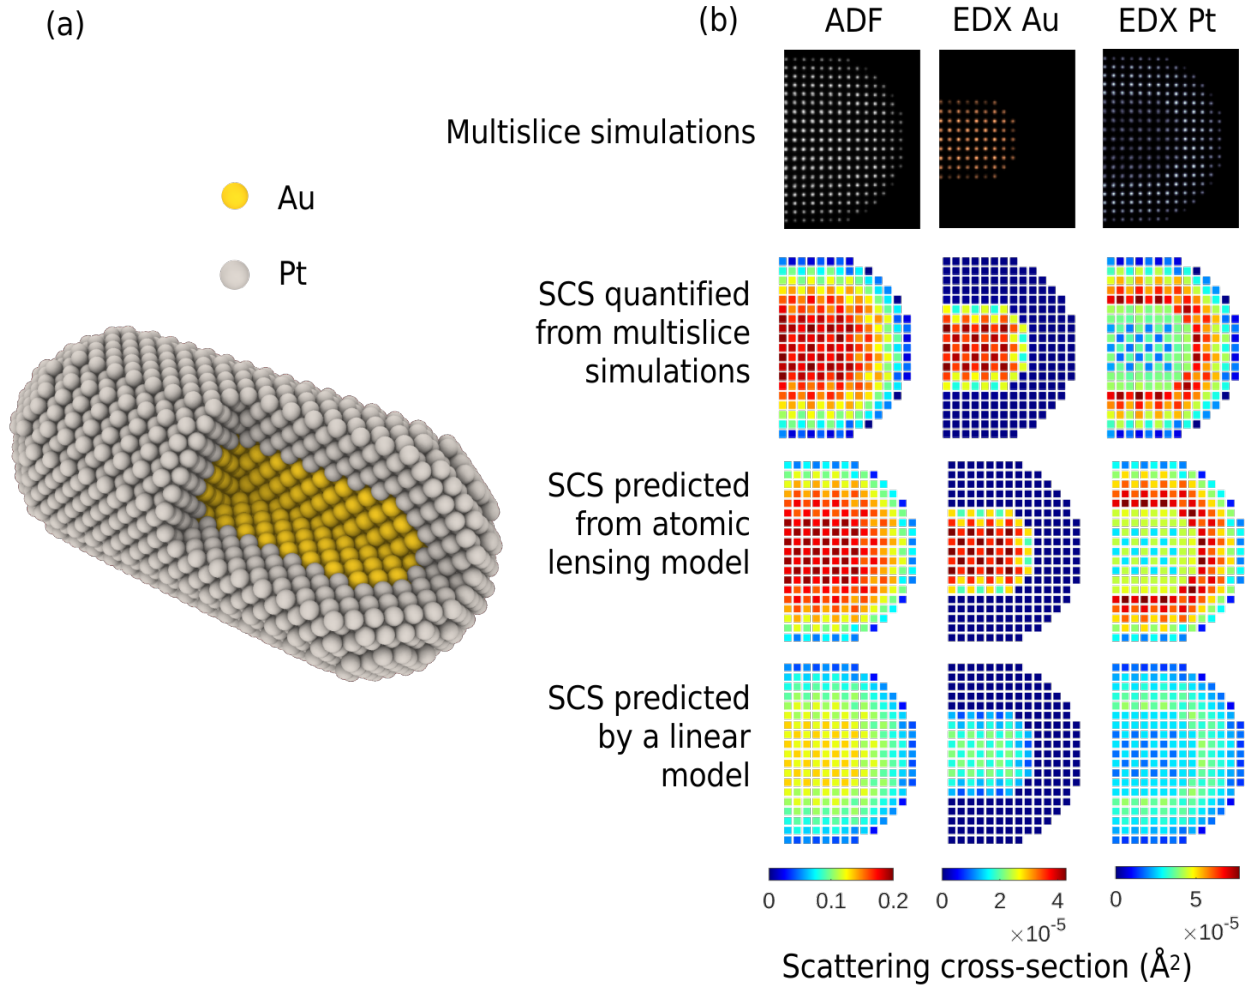 (a)
Au
Pt
(b)
ADF
EDX Au
EDX Pt
Multislice simulations
SCS quantified
from multislice
simulations
SCS predicted
from atomic
lensing model
SCS predicted
by a linear
model
0 0.1 0.2
0 2 4
×10⁻⁵
0 5
×10⁻⁵
Scattering cross-section (Å²)